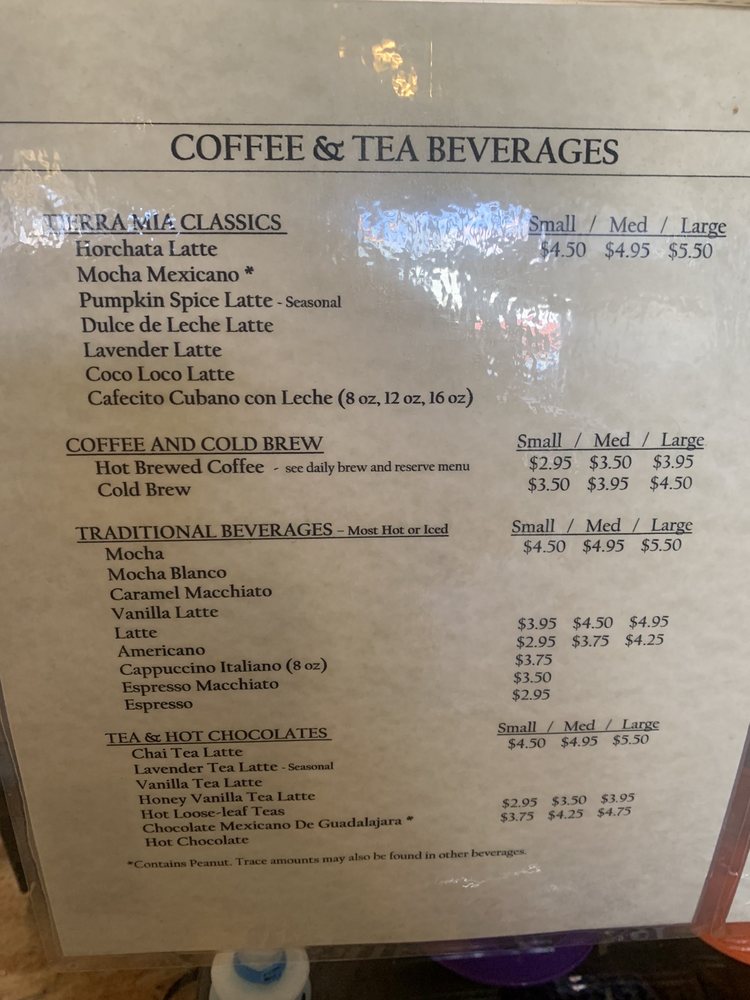 COFFEE & TEA BEVERAGES
TIERRA MIA CLASSICS Small / Med / Large
Horchata Latte $4.50 $4.95 $5.50
Mocha Mexicano *
Pumpkin Spice Latte - Seasonal
Dulce de Leche Latte
Lavender Latte
Coco Loco Latte
Cafecito Cubano con Leche (8 oz, 12 oz, 16 oz)
COFFEE AND COLD BREW Small / Med / Large
Hot Brewed Coffee - see daily brew and reserve menu $2.95 $3.50 $3.95
Cold Brew $3.50 $3.95 $4.50
TRADITIONAL BEVERAGES – Most Hot or Iced Small / Med / Large
Mocha $4.50 $4.95 $5.50
Mocha Blanco
Caramel Macchiato
Vanilla Latte
Latte $3.95 $4.50 $4.95
Americano $2.95 $3.75 $4.25
Cappuccino Italiano (8 oz) $3.75
Espresso Macchiato $3.50
Espresso $2.95
TEA & HOT CHOCOLATES Small / Med / Large
Chai Tea Latte $4.50 $4.95 $5.50
Lavender Tea Latte - Seasonal
Vanilla Tea Latte
Honey Vanilla Tea Latte
Hot Loose-leaf Teas $2.95 $3.50 $3.95
Chocolate Mexicano De Guadalajara * $3.75 $4.25 $4.75
Hot Chocolate
*Contains Peanut. Trace amounts may also be found in other beverages.